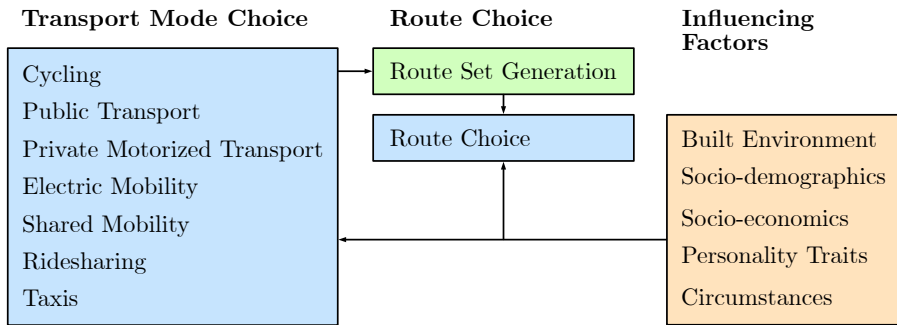 Transport Mode Choice
Cycling
Public Transport
Private Motorized Transport
Electric Mobility
Shared Mobility
Ridesharing
Taxis
Route Choice
Route Set Generation
Route Choice
Influencing
Factors
Built Environment
Socio-demographics
Socio-economics
Personality Traits
Circumstances